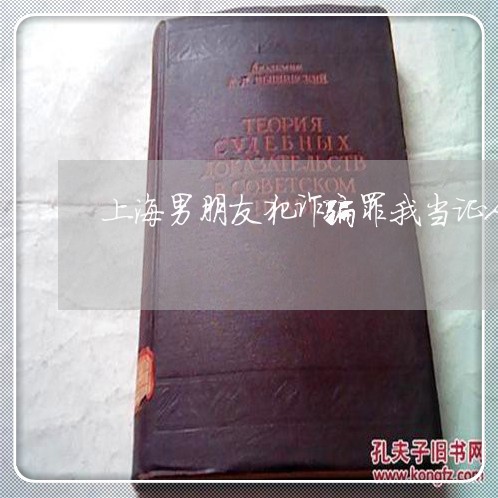 Академик
А.Я. ВЫШИНСКИЙ
ТЕОРИЯ
СУДЕБНЫХ
ДОКАЗАТЕЛЬСТВ
В СОВЕТСКОМ
上海男朋友犯诈骗罪我当证
孔夫子旧书网
www.kongfz.com